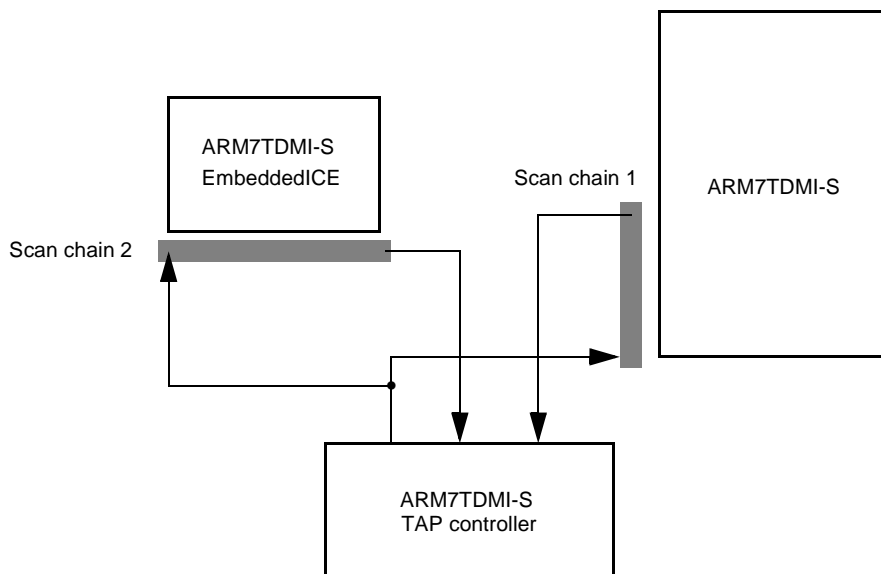 ARM7TDMI-S
EmbeddedICE
Scan chain 1
ARM7TDMI-S
Scan chain 2
ARM7TDMI-S
TAP controller